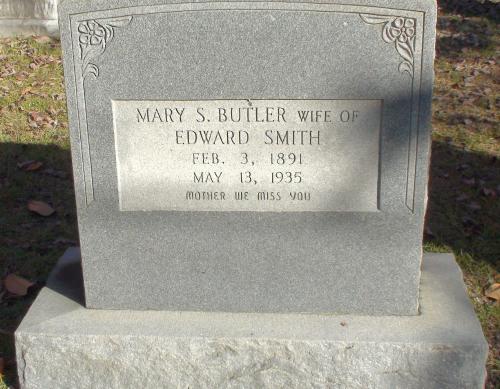 MARY S. BUTLER WIFE OF
EDWARD SMITH
FEB. 3, 1891
MAY 13, 1935
MOTHER WE MISS YOU